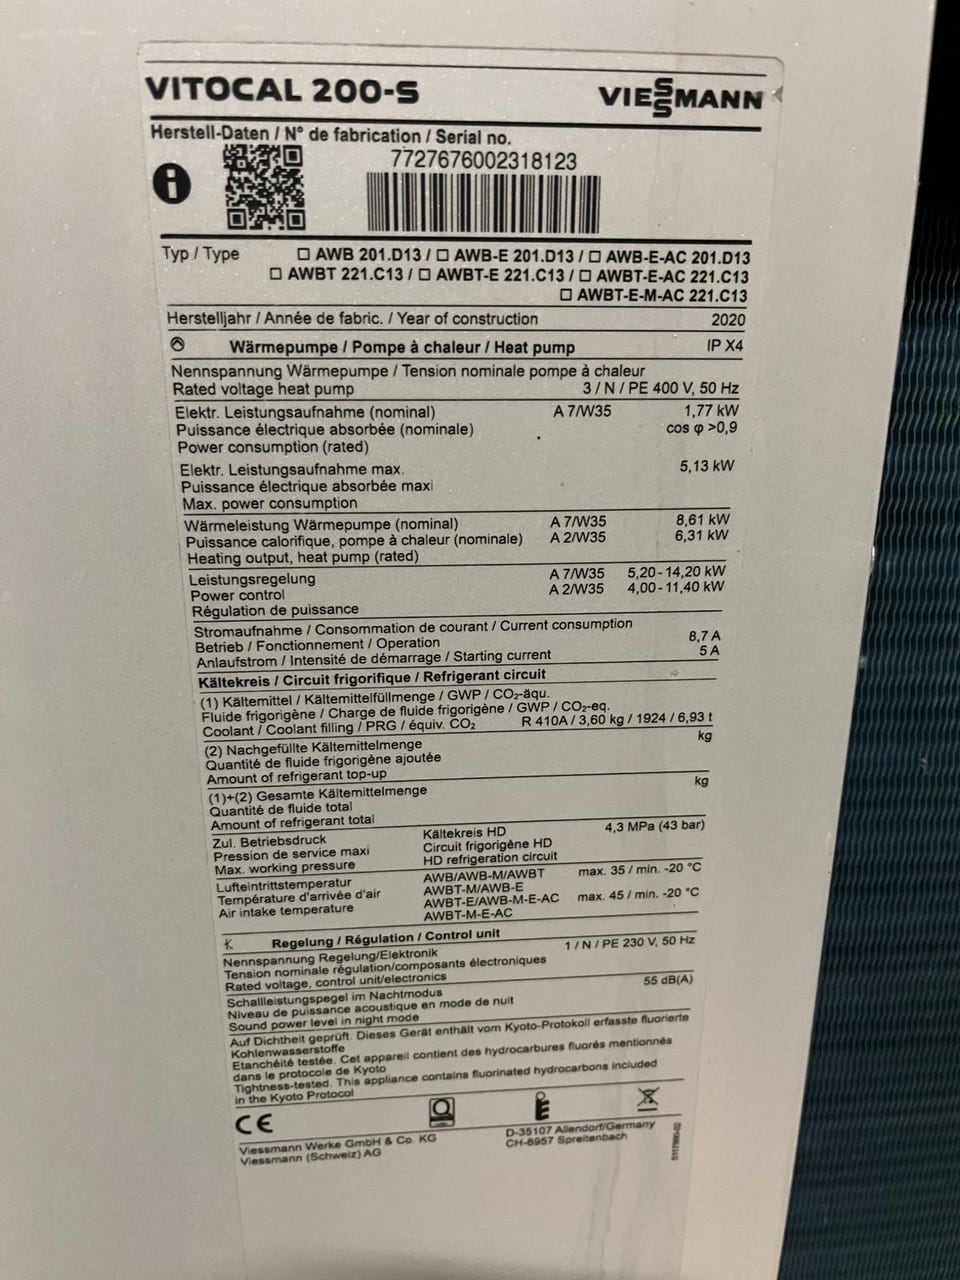 VITOCAL 200-S VIESSMANN
Herstell-Daten / N° de fabrication / Serial no.
7727676002318123
Typ / Type ☐ AWB 201.D13 / ☐ AWB-E 201.D13 / ☐ AWB-E-AC 201.D13
☐ AWBT 221.C13 / ☐ AWBT-E 221.C13 / ☐ AWBT-E-AC 221.C13
☐ AWBT-E-M-AC 221.C13
Herstelljahr / Année de fabric. / Year of construction 2020
Wärmepumpe / Pompe à chaleur / Heat pump IP X4
Nennspannung Wärmepumpe / Tension nominale pompe à chaleur
Rated voltage heat pump 3 / N / PE 400 V, 50 Hz
Elektr. Leistungsaufnahme (nominal) A 7/W35 1,77 kW
Puissance électrique absorbée (nominale) cos φ >0,9
Power consumption (rated)
Elektr. Leistungsaufnahme max. 5,13 kW
Puissance électrique absorbée maxi
Max. power consumption
Wärmeleistung Wärmepumpe (nominal) A 7/W35 8,61 kW
Puissance calorifique, pompe à chaleur (nominale) A 2/W35 6,31 kW
Heating output, heat pump (rated)
Leistungsregelung A 7/W35 5,20-14,20 kW
Power control A 2/W35 4,00-11,40 kW
Régulation de puissance
Stromaufnahme / Consommation de courant / Current consumption
Betrieb / Fonctionnement / Operation 8,7 A
Anlaufstrom / Intensité de démarrage / Starting current 5 A
Kältekreis / Circuit frigorifique / Refrigerant circuit
(1) Kältemittel / Kältemittelfüllmenge / GWP / CO₂-äqu.
Fluide frigorigène / Charge de fluide frigorigène / GWP / CO₂-eq.
Coolant / Coolant filling / PRG / équiv. CO₂ R 410A / 3,60 kg / 1924 / 6,93 t
(2) Nachgefüllte Kältemittelmenge kg
Quantité de fluide frigorigène ajoutée
Amount of refrigerant top-up
(1)+(2) Gesamte Kältemittelmenge kg
Quantité de fluide total
Amount of refrigerant total
Zul. Betriebsdruck Kältekreis HD 4,3 MPa (43 bar)
Pression de service maxi Circuit frigorigène HD
Max. working pressure HD refrigeration circuit
Lufteintrittstemperatur AWB/AWB-M/AWBT max. 35 / min. -20 °C
Température d'arrivée d'air AWBT-M/AWB-E
Air intake temperature AWBT-E/AWB-M-E-AC max. 45 / min. -20 °C
AWBT-M-E-AC
Regelung / Régulation / Control unit
Nennspannung Regelung/Elektronik 1 / N / PE 230 V, 50 Hz
Tension nominale régulation/composants électroniques
Rated voltage, control unit/electronics
Schallleistungspegel im Nachtmodus 55 dB(A)
Niveau de puissance acoustique en mode de nuit
Sound power level in night mode
Auf Dichtheit geprüft. Dieses Gerät enthält vom Kyoto-Protokoll erfasste fluorierte
Kohlenwasserstoffe
Etanchéité testée. Cet appareil contient des hydrocarbures fluorés mentionnés
dans le protocole de Kyoto
Tightness-tested. This appliance contains fluorinated hydrocarbons included
in the Kyoto Protocol
CE
Viessmann Werke GmbH & Co. KG D-35107 Allendorf/Germany
Viessmann (Schweiz) AG CH-8957 Spreitenbach